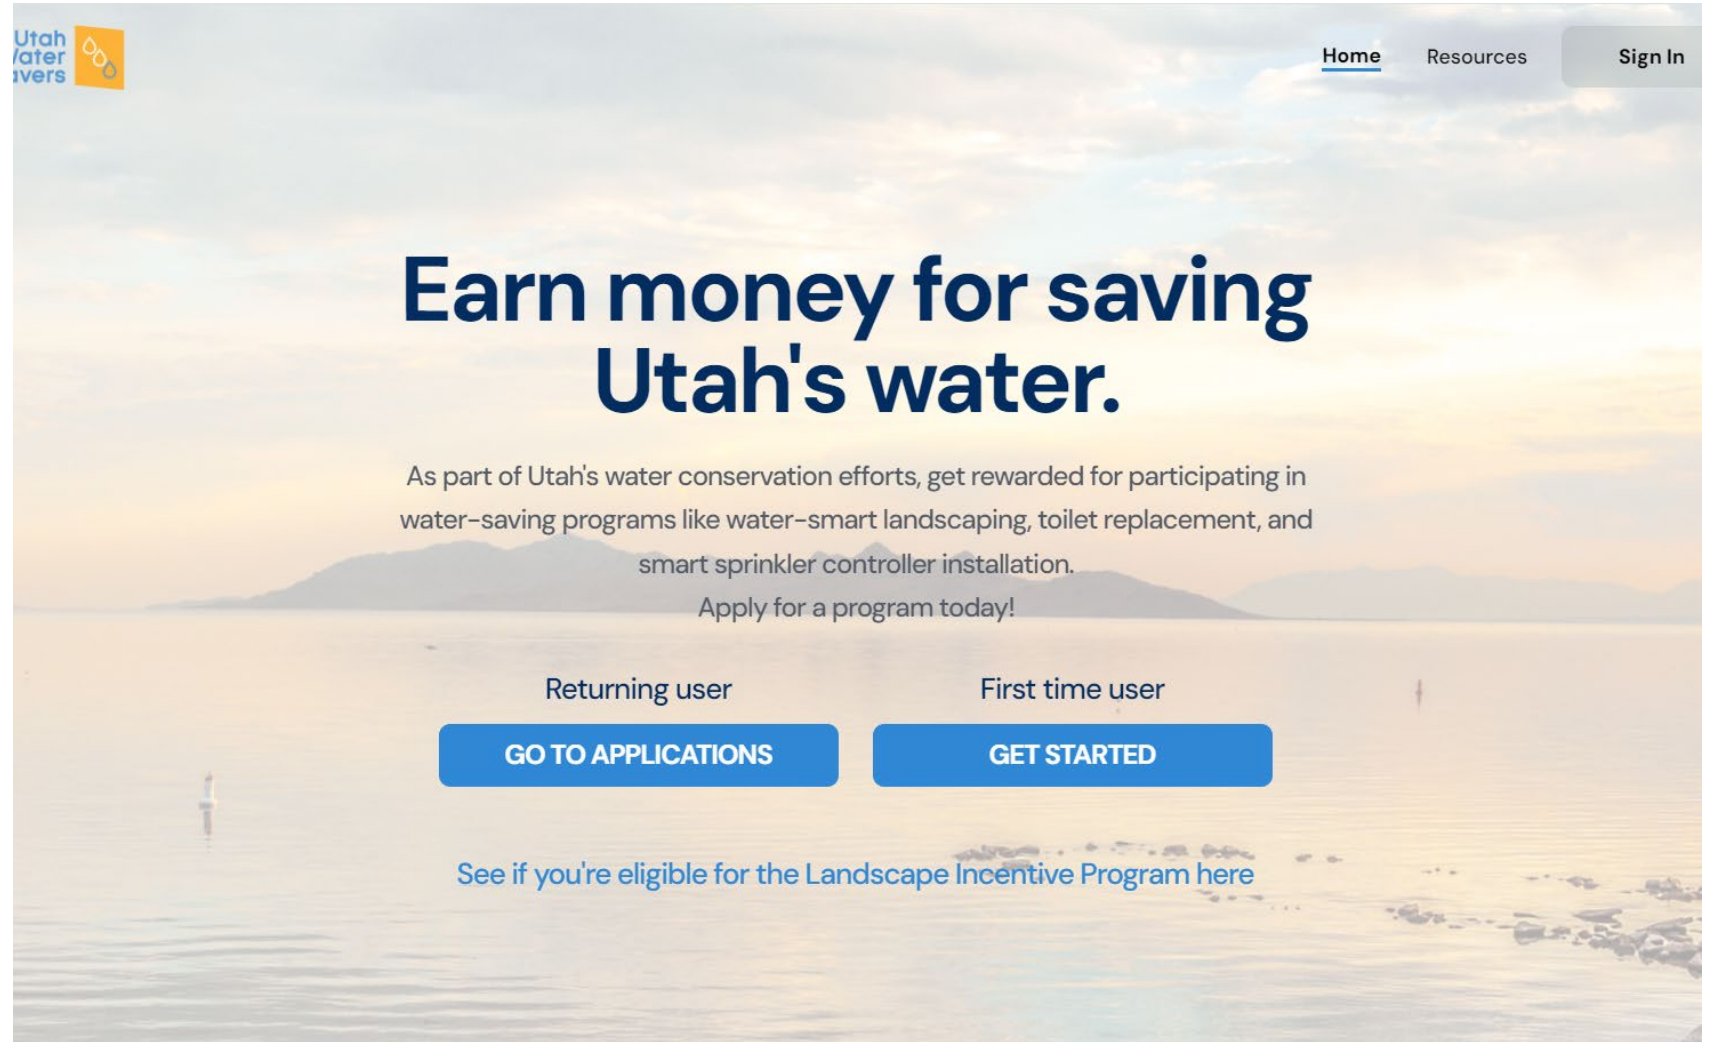 Utah
Home
Resources
Sign In
Earn money for saving
Utah's water.
As part of Utah's water conservation efforts, get rewarded for participating in
water-saving programs like water-smart landscaping, toilet replacement, and
smart sprinkler controller installation.
Apply for a program today!
Returning user
First time user
GO TO APPLICATIONS
GET STARTED
See if you're eligible for the Landscape Incentive Program here